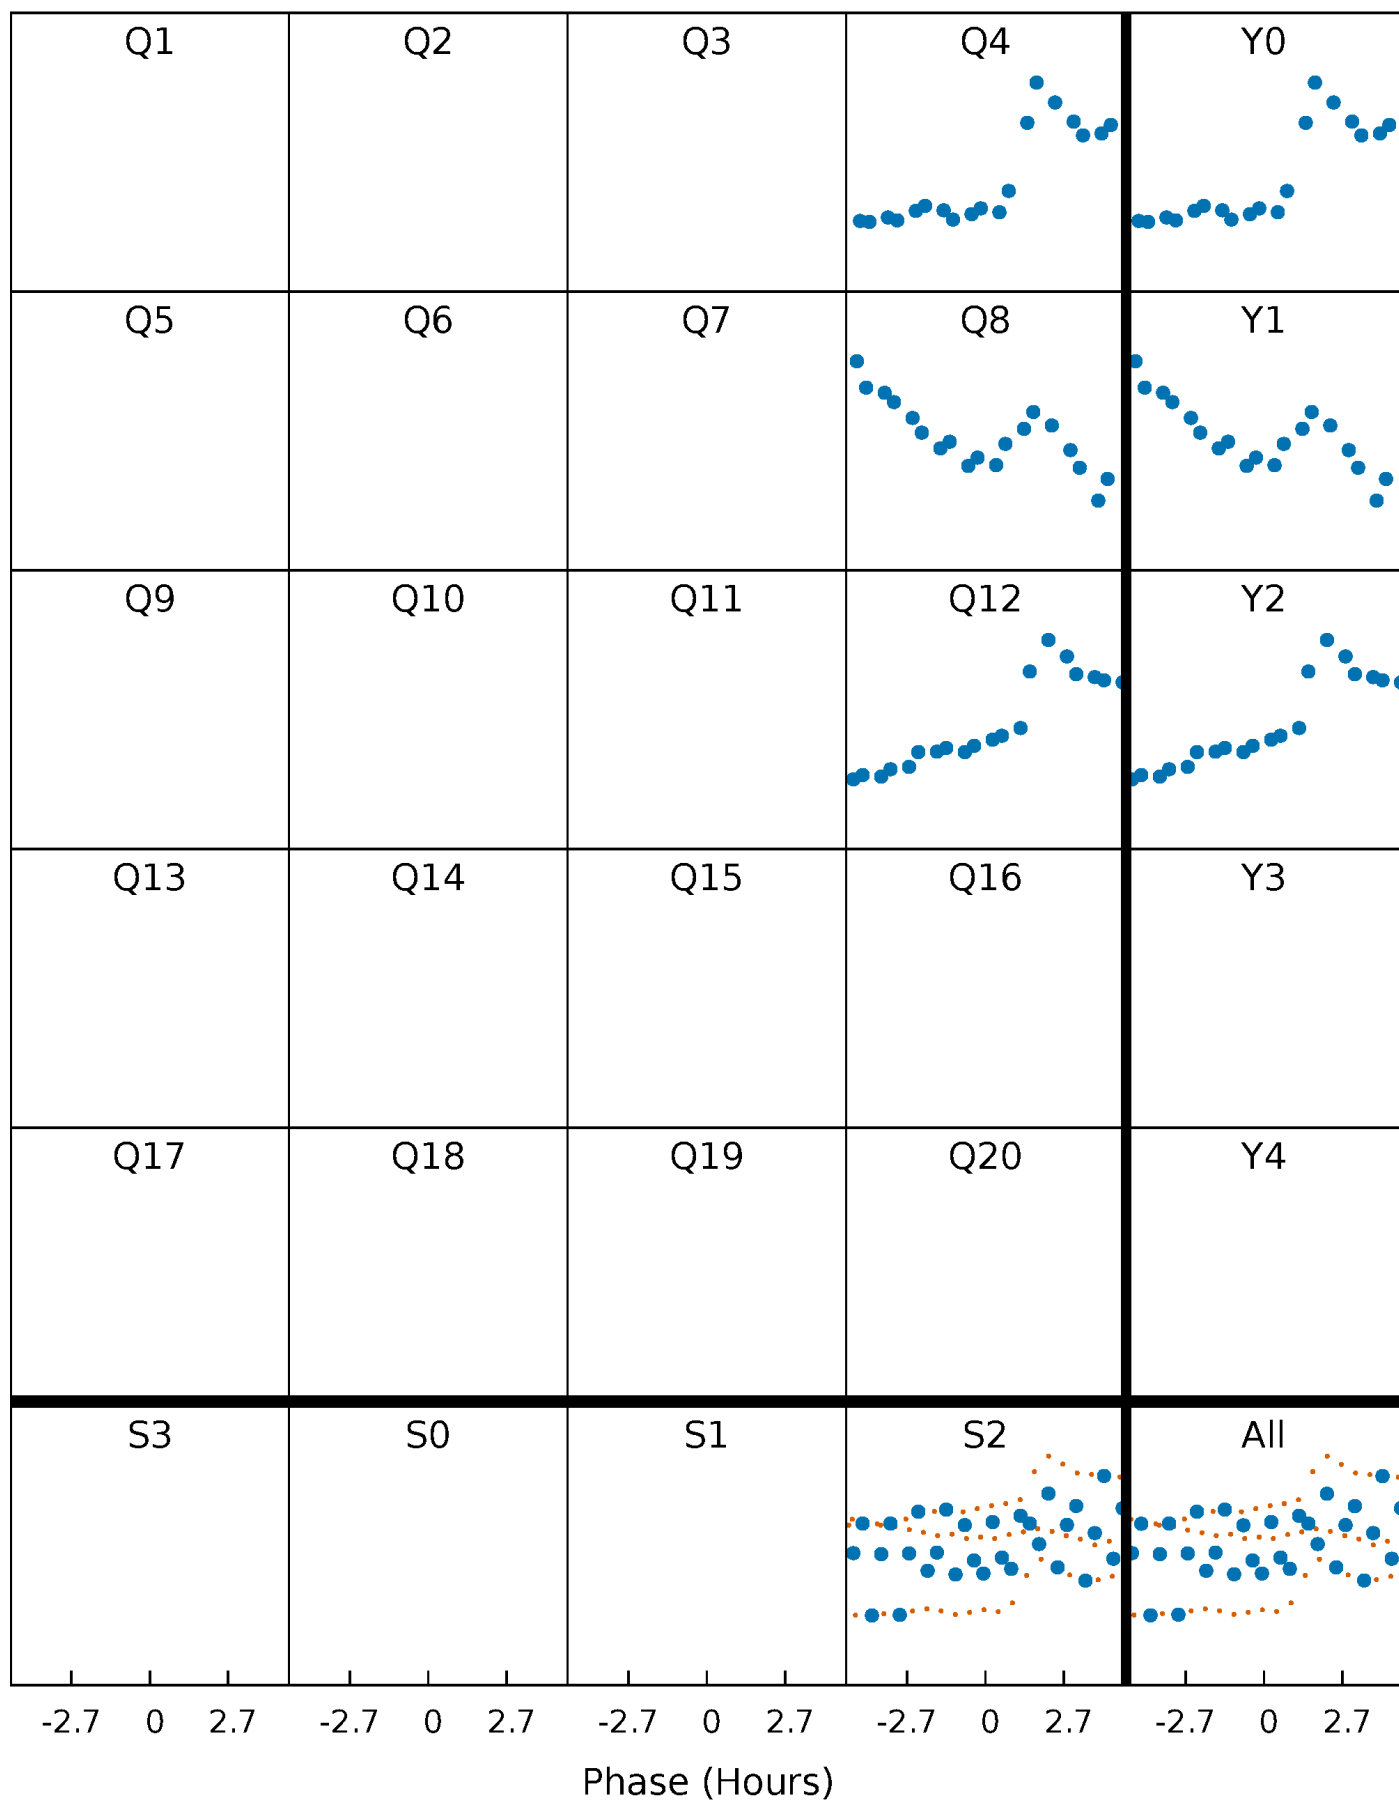 Q1 Q2 Q3 Q4 Y0
Q5 Q6 Q7 Q8 Y1
Q9 Q10 Q11 Q12 Y2
Q13 Q14 Q15 Q16 Y3
Q17 Q18 Q19 Q20 Y4
S3 S0 S1 S2 All
-2.7 0 2.7 -2.7 0 2.7 -2.7 0 2.7 -2.7 0 2.7 -2.7 0 2.7
Phase (Hours)